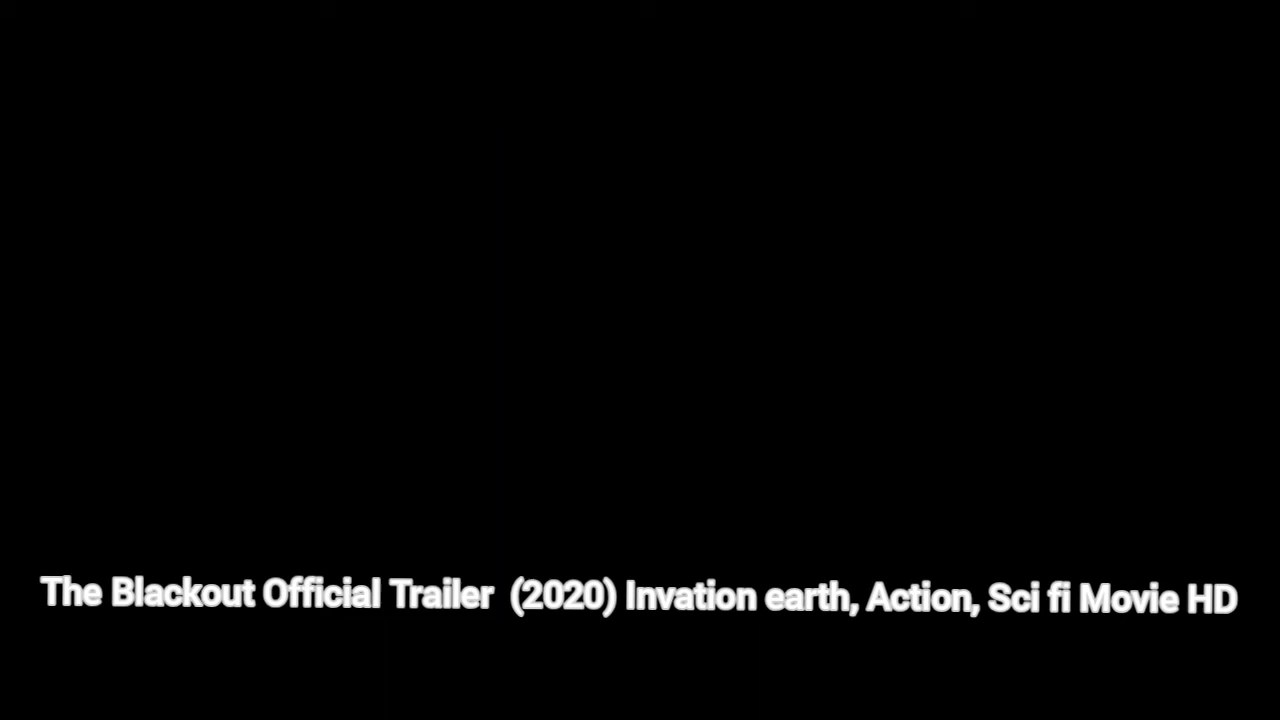 The Blackout Official Trailer (2020) Invation earth, Action, Sci fi Movie HD